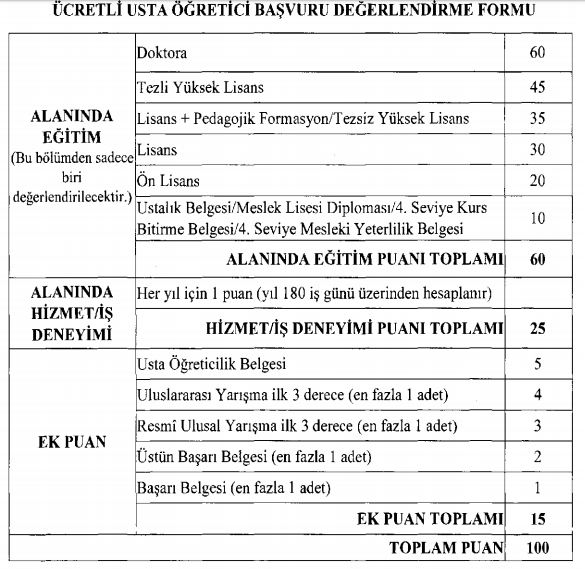 ÜCRETLİ USTA ÖĞRETİCİ BAŞVURU DEĞERLENDİRME FORMU
ALANINDA
EĞİTİM
(Bu bölümden sadece
biri
değerlendirilecektir.)
Doktora 60
Tezli Yüksek Lisans 45
Lisans + Pedagojik Formasyon/Tezsiz Yüksek Lisans 35
Lisans 30
Ön Lisans 20
Ustalık Belgesi/Meslek Lisesi Diploması/4. Seviye Kurs
Bitirme Belgesi/4. Seviye Mesleki Yeterlilik Belgesi 10
ALANINDA EĞİTİM PUANI TOPLAMI 60
ALANINDA
HİZMET/İŞ
DENEYİMİ
Her yıl için 1 puan (yıl 180 iş günü üzerinden hesaplanır)
HİZMET/İŞ DENEYİMİ PUANI TOPLAMI 25
EK PUAN
Usta Öğreticilik Belgesi 5
Uluslararası Yarışma ilk 3 derece (en fazla 1 adet) 4
Resmî Ulusal Yarışma ilk 3 derece (en fazla 1 adet) 3
Üstün Başarı Belgesi (en fazla 1 adet) 2
Başarı Belgesi (en fazla 1 adet) 1
EK PUAN TOPLAMI 15
TOPLAM PUAN 100